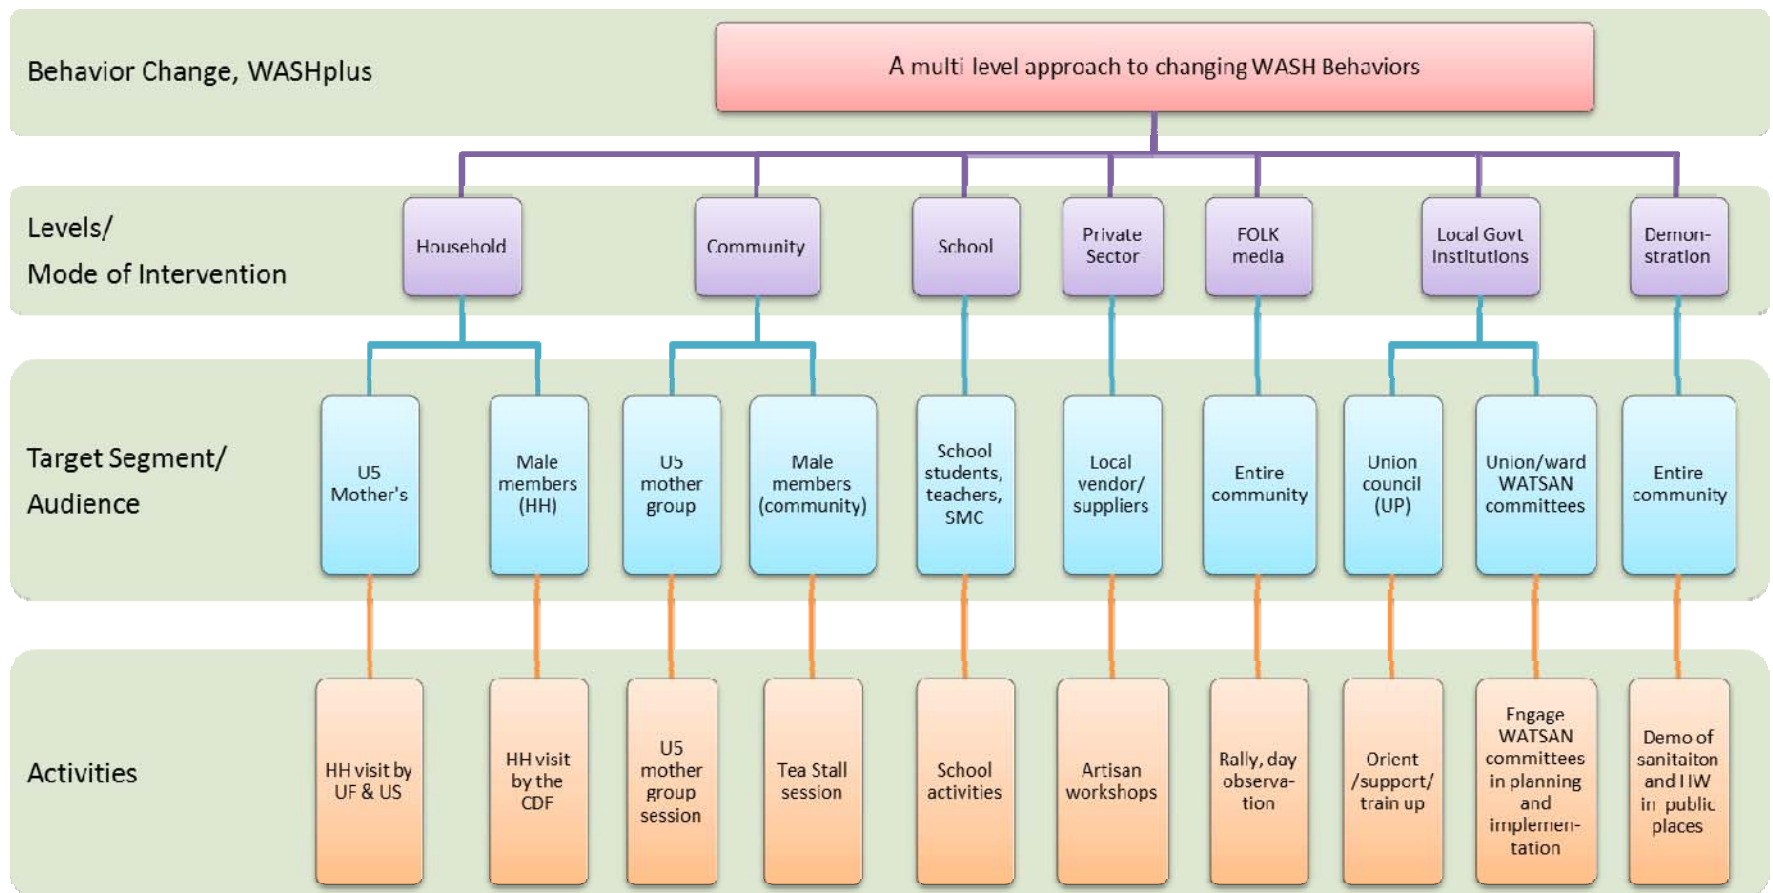 Behavior Change, WASHplus
A multi level approach to changing WASH Behaviors
Levels/
Mode of Intervention
Household
Community
School
Private
Sector
FOLK
media
Local Govt
Institutions
Demon-
stration
Target Segment/
Audience
U5
Mother's
Male
members
(HH)
U5
mother
group
Male
members
(community)
School
students,
teachers,
SMC
Local
vendor/
suppliers
Entire
community
Union
council
(UP)
Union/ward
WATSAN
committees
Entire
community
Activities
HH visit by
UF & US
HH visit
by the
CDF
U5
mother
group
session
Tea Stall
session
School
activities
Artisan
workshops
Rally, day
observa-
tion
Orient
/support/
train up
Engage
WATSAN
committees
in planning
and
implemen-
tation
Demo of
sanitaiton
and HW
in public
places